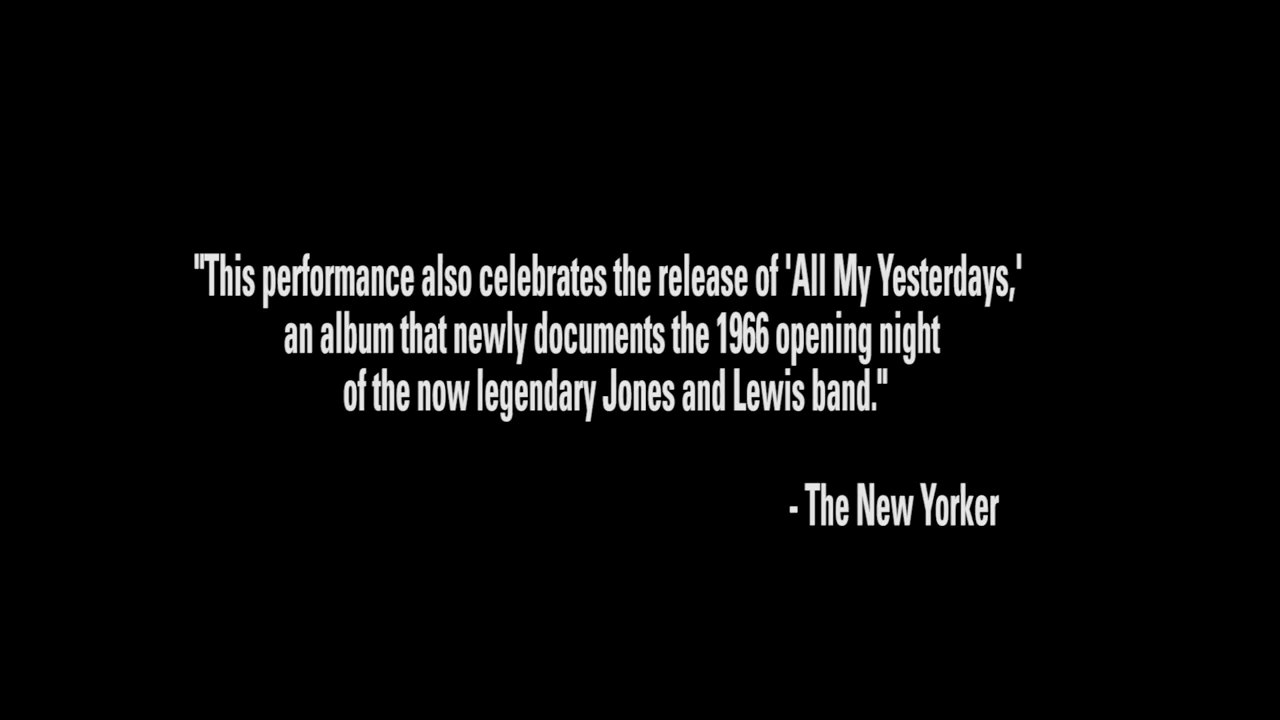 "This performance also celebrates the release of 'All My Yesterdays,'
an album that newly documents the 1966 opening night
of the now legendary Jones and Lewis band."
- The New Yorker